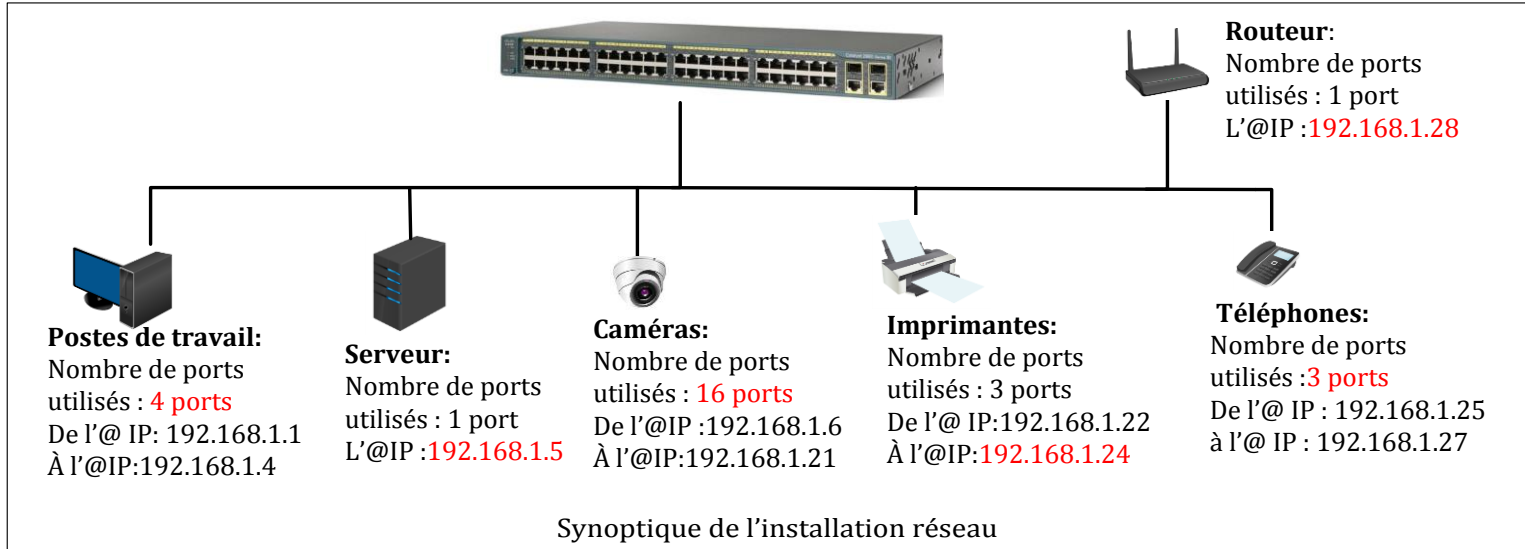 Routeur:
Nombre de ports
utilisés : 1 port
L’@IP :192.168.1.28
Postes de travail:
Nombre de ports
utilisés : 4 ports
De l’@ IP: 192.168.1.1
À l’@IP:192.168.1.4
Serveur:
Nombre de ports
utilisés : 1 port
L’@IP :192.168.1.5
Caméras:
Nombre de ports
utilisés : 16 ports
De l’@IP :192.168.1.6
À l’@IP:192.168.1.21
Imprimantes:
Nombre de ports
utilisés : 3 ports
De l’@IP:192.168.1.22
À l’@IP:192.168.1.24
Téléphones:
Nombre de ports
utilisés :3 ports
De l’@ IP : 192.168.1.25
à l’@ IP : 192.168.1.27
Synoptique de l’installation réseau